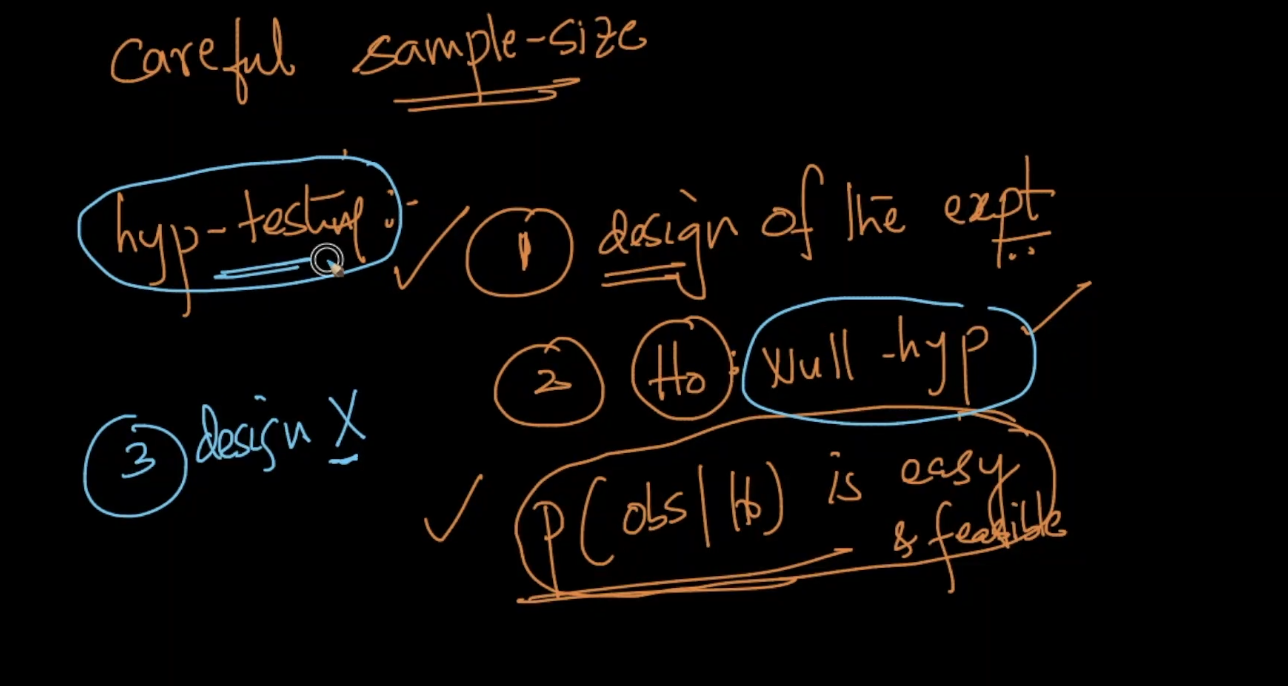 Careful sample-size
hyp-testing :-
1 design of the expt
2 Ho: Null-hyp
3 design X
P(obs|Ho) is easy
& feasible